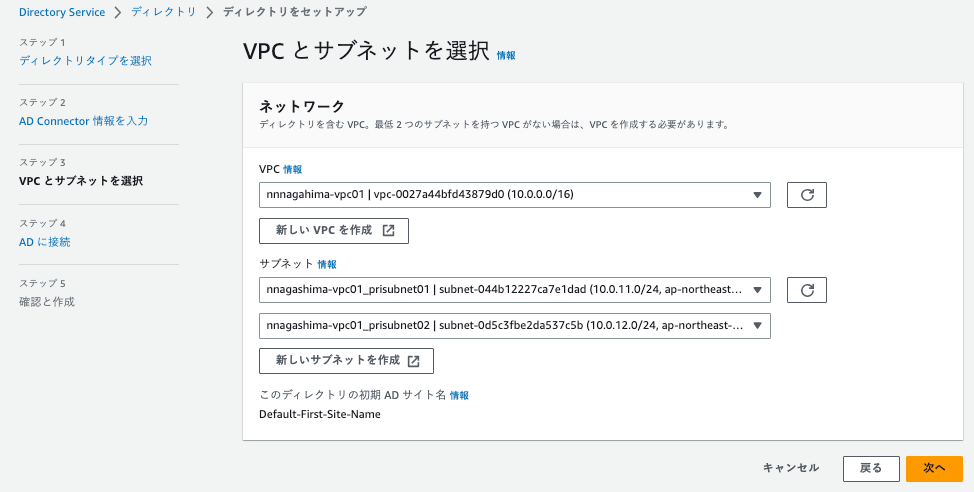 Directory Service > ディレクトリ > ディレクトリをセットアップ
ステップ 1
ディレクトリタイプを選択
ステップ 2
AD Connector 情報を入力
ステップ 3
VPC とサブネットを選択
ステップ 4
AD に接続
ステップ 5
確認と作成
VPC とサブネットを選択 情報
ネットワーク
ディレクトリを含む VPC。最低 2 つのサブネットを持つ VPC がない場合は、VPC を作成する必要があります。
VPC 情報
nnnagahima-vpc01 | vpc-0027a44bfd43879d0 (10.0.0.0/16)
新しい VPC を作成
サブネット 情報
nnagashima-vpc01_prisubnet01 | subnet-044b12227ca7e1dad (10.0.11.0/24, ap-northeast...
nnagashima-vpc01_prisubnet02 | subnet-0d5c3fbe2da537c5b (10.0.12.0/24, ap-northeast-...
新しいサブネットを作成
このディレクトリの初期 AD サイト名 情報
Default-First-Site-Name
キャンセル 戻る 次へ